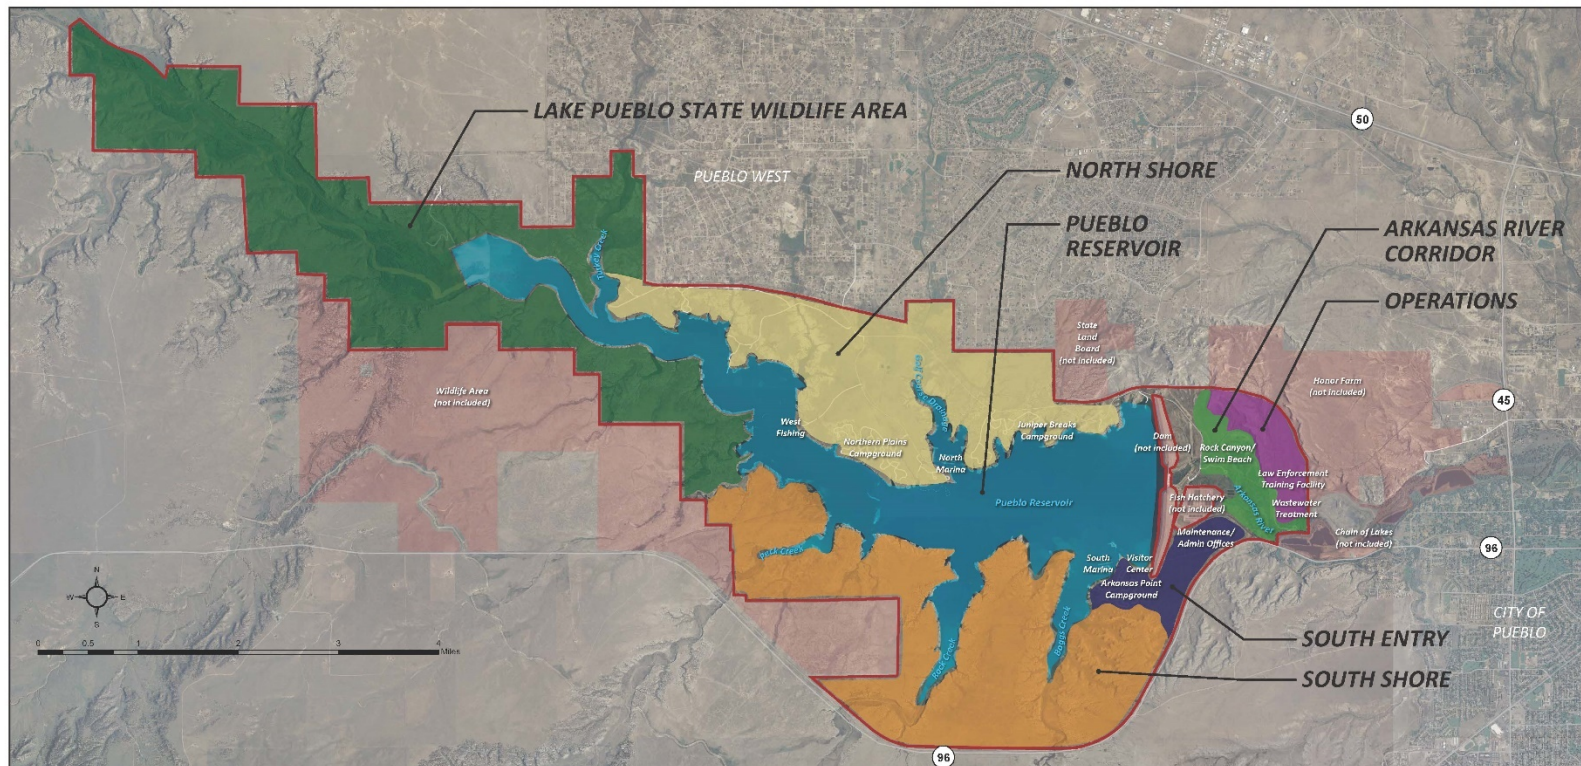 LAKE PUEBLO STATE WILDLIFE AREA
50
PUEBLO WEST
NORTH SHORE
PUEBLO
RESERVOIR
ARKANSAS RIVER
CORRIDOR
OPERATIONS
Turkey Creek
State
Land
Board
(not included)
Wildlife Area
(not included)
Honor Farm
(not included)
45
West
Fishing
Northern Plains
Campground
North
Marina
Juniper Breaks
Campground
Dam
(not included)
Rock Canyon/
Swim Beach
Law Enforcement
Training Facility
Wastewater
Treatment
Pueblo Reservoir
Fish Hatchery
(not included)
Arkansas River
Maintenance/
Admin Offices
Chain of Lakes
(not included)
96
Peck Creek
South
Marina
Visitor
Center
Arkansas Point
Campground
N
W
E
S
0
0.5
1
2
3
4
Miles
Rock Creek
Boggs Creek
CITY OF
PUEBLO
SOUTH ENTRY
SOUTH SHORE
96